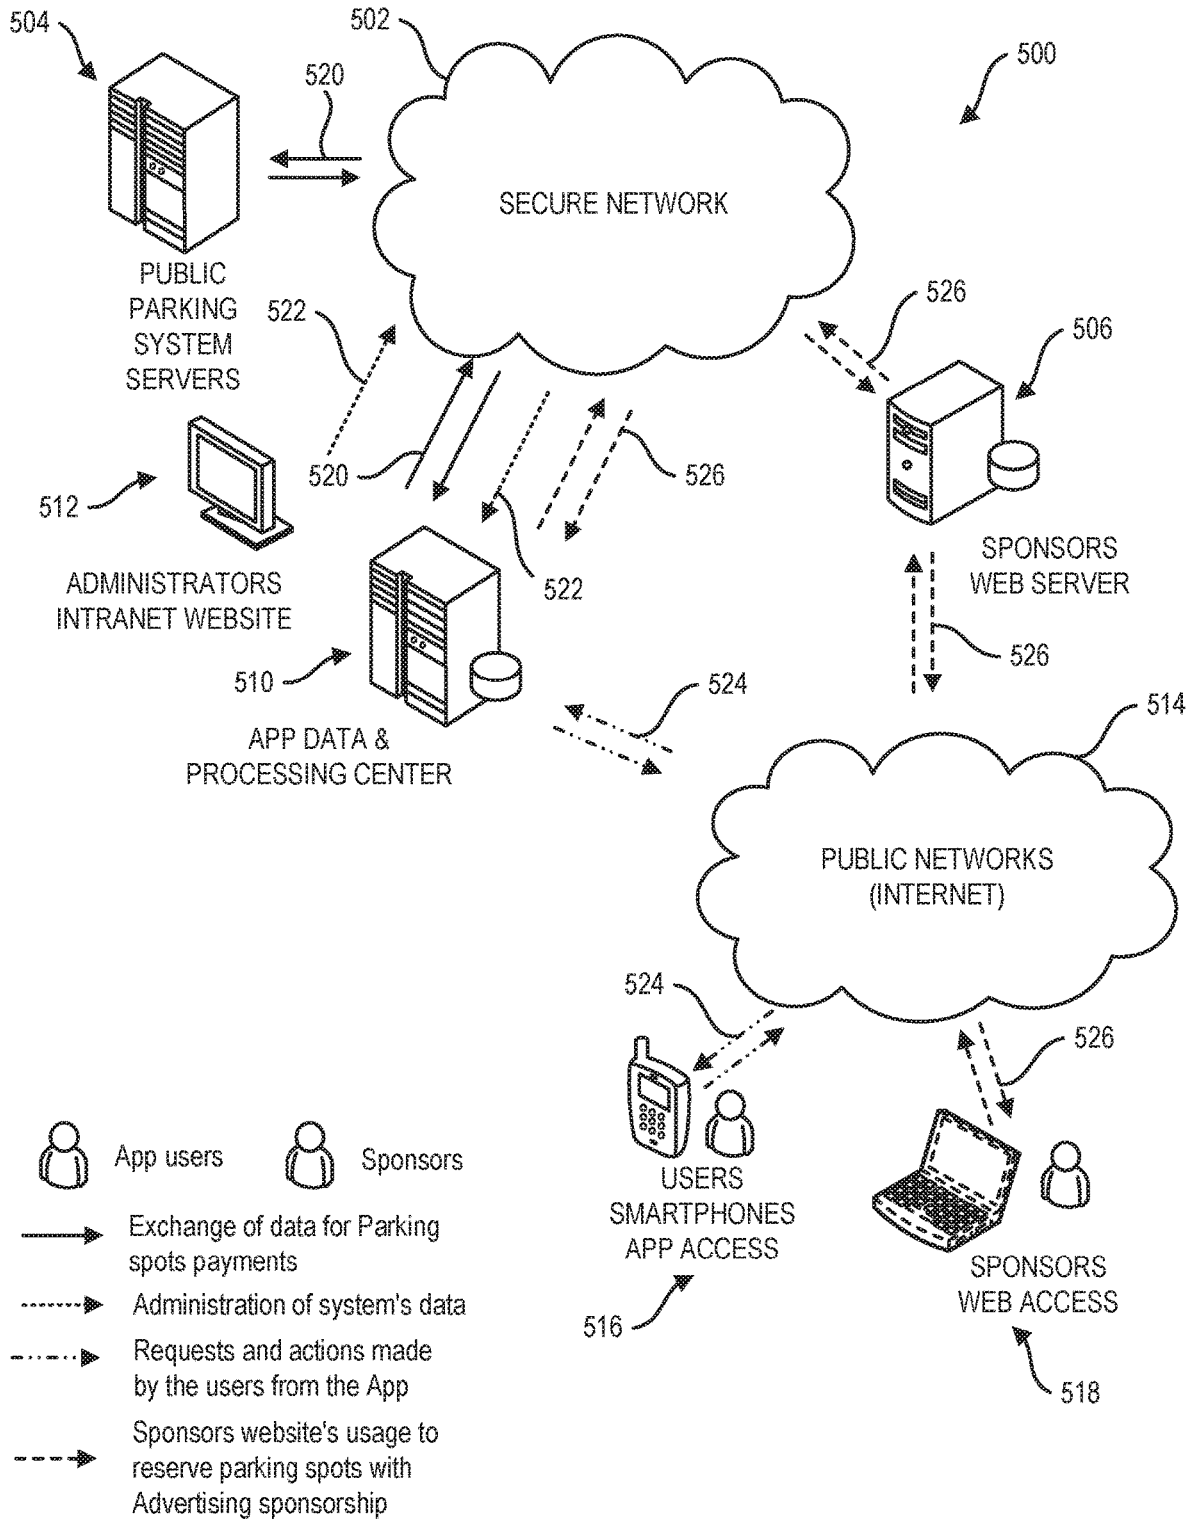 504
502
500
520
SECURE NETWORK
PUBLIC
PARKING
SYSTEM
SERVERS
522
526
506
520
526
512
SPONSORS
WEB SERVER
ADMINISTRATORS
INTRANET WEBSITE
522
526
510
524
514
APP DATA &
PROCESSING CENTER
PUBLIC NETWORKS
(INTERNET)
524
526
USERS
SMARTPHONES
APP ACCESS
516
SPONSORS
WEB ACCESS
518
App users
Sponsors
Exchange of data for Parking
spots payments
Administration of system's data
Requests and actions made
by the users from the App
Sponsors website's usage to
reserve parking spots with
Advertising sponsorship